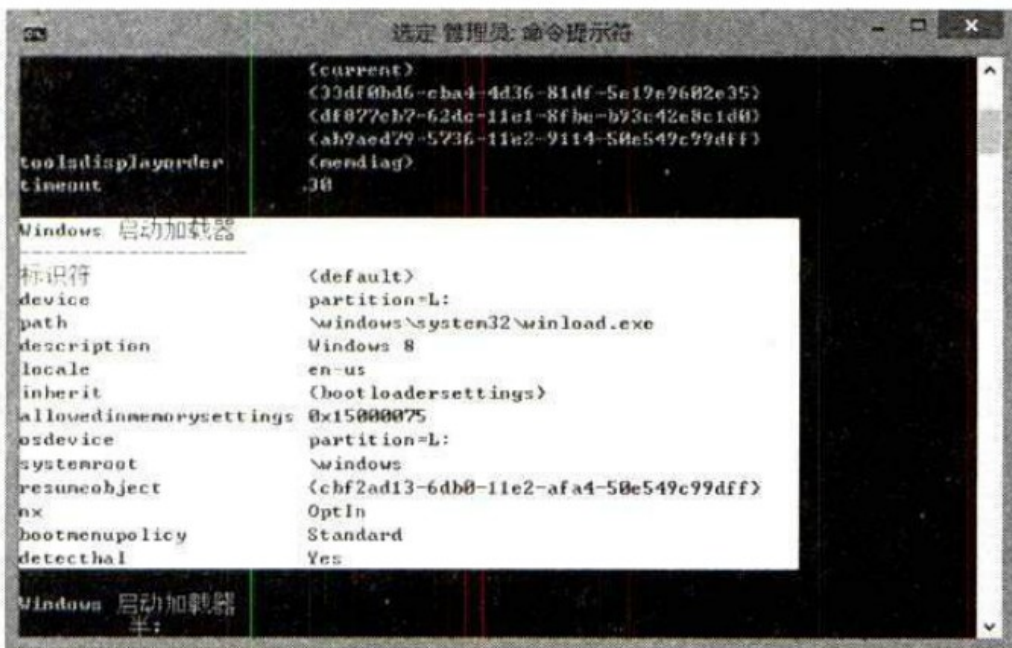 选定 管理员: 命令提示符
{current}
{33df0bd6-cba4-4d36-81df-5e19e9602e35}
{df077cb7-62dc-11e1-8fbe-b93c42e8c1d0}
{ab9aed79-5736-11e2-9114-50e549c99dff}
toolsdisplayorder {memdiag}
timeout 30
Windows 启动加载器
-------------------
标识符 {default}
device partition=L:
path \windows\system32\winload.exe
description Windows 8
locale en-us
inherit {bootloadersettings}
allowedinmemorysettings 0x15000075
osdevice partition=L:
systemroot \windows
resumeobject {cbf2ad13-6db0-11e2-afa4-50e549c99dff}
nx OptIn
bootmenupolicy Standard
detecthal Yes
Windows 启动加载器
半: